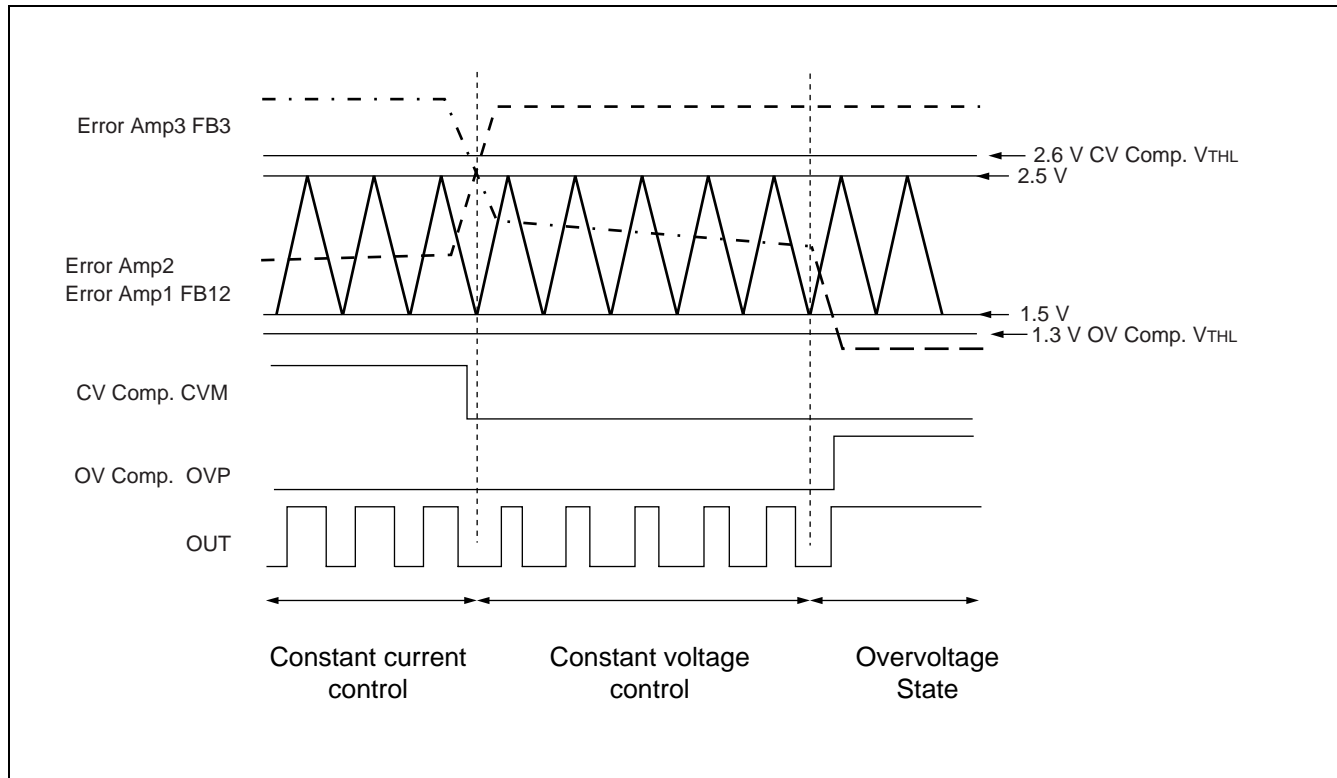 Error Amp3 FB3
2.6 V CV Comp. VTHL
2.5 V
Error Amp2
Error Amp1 FB12
1.5 V
1.3 V OV Comp. VTHL
CV Comp. CVM
OV Comp. OVP
OUT
Constant current
control
Constant voltage
control
Overvoltage
State